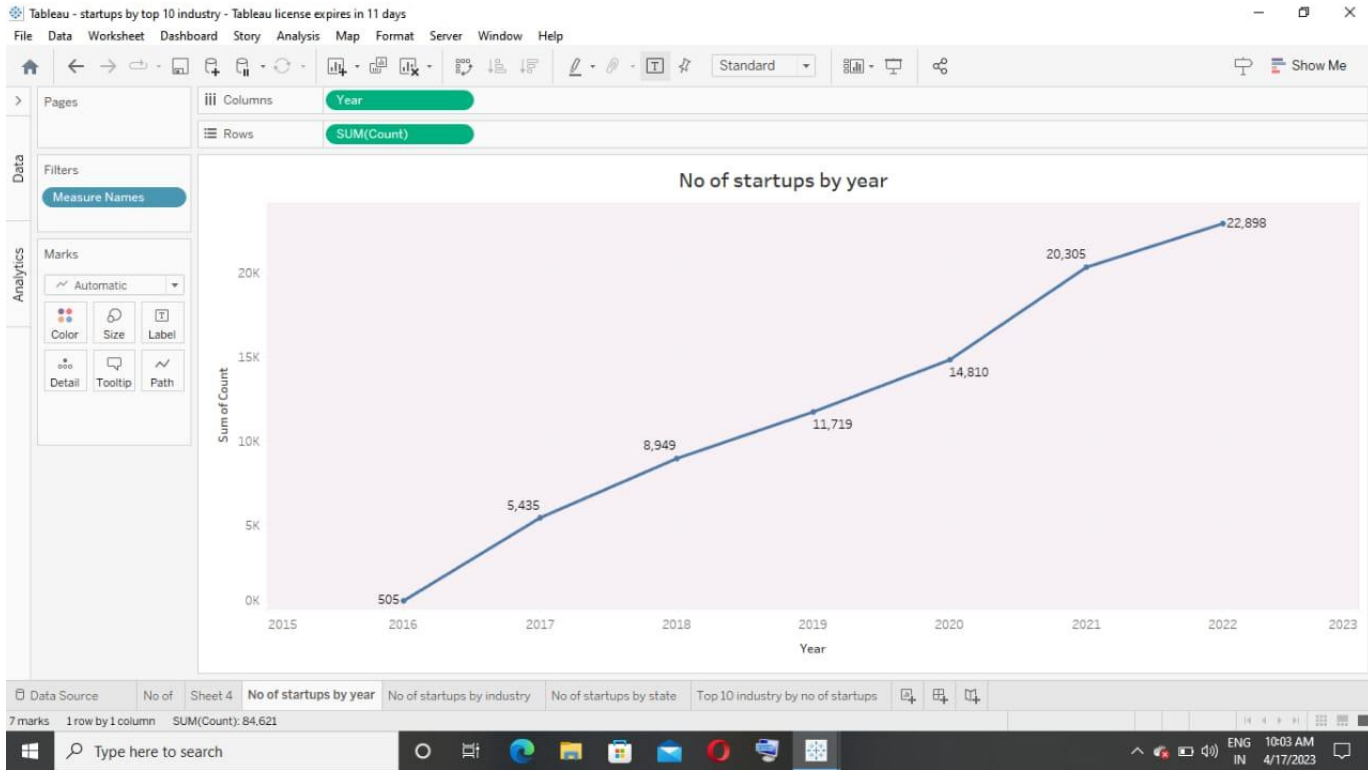 Tableau - startups by top 10 industry - Tableau license expires in 11 days
File Data Worksheet Dashboard Story Analysis Map Format Server Window Help
Standard
Show Me
Pages
Columns
Year
Rows
SUM(Count)
Data
Analytics
Filters
Measure Names
Marks
Automatic
Color Size Label
Detail Tooltip Path
No of startups by year
22,898
20,305
20K
15K
14,810
11,719
10K
8,949
5,435
5K
505
0K
Sum of Count
2015 2016 2017 2018 2019 2020 2021 2022 2023
Year
Data Source No of Sheet 4 No of startups by year No of startups by industry No of startups by state Top 10 industry by no of startups
7 marks 1 row by 1 column SUM(Count): 84,621
Type here to search
ENG 10:03 AM
IN 4/17/2023